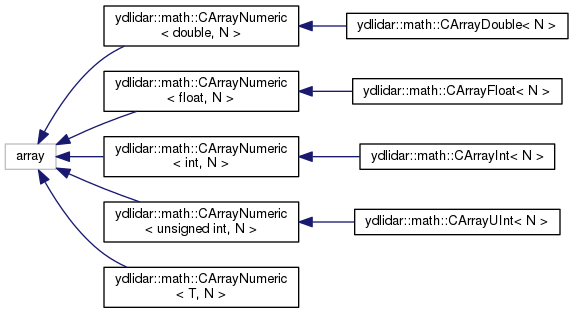 ydlidar::math::CArrayNumeric
< double, N >
ydlidar::math::CArrayDouble< N >
ydlidar::math::CArrayNumeric
< float, N >
ydlidar::math::CArrayFloat< N >
array
ydlidar::math::CArrayNumeric
< int, N >
ydlidar::math::CArrayInt< N >
ydlidar::math::CArrayNumeric
< unsigned int, N >
ydlidar::math::CArrayUInt< N >
ydlidar::math::CArrayNumeric
< T, N >